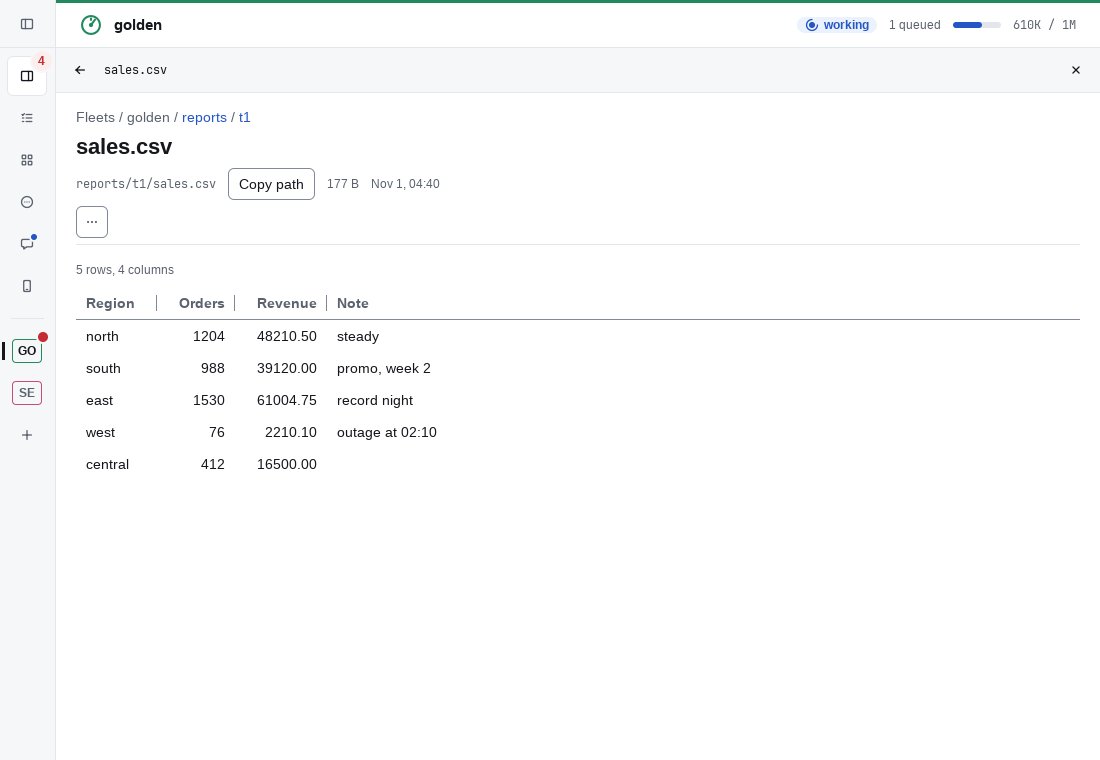 golden
working
1 queued
610K / 1M
4
sales.csv
Fleets / golden / reports / t1
sales.csv
reports/t1/sales.csv
Copy path
177 B
Nov 1, 04:40
5 rows, 4 columns
Region Orders Revenue Note
north 1204 48210.50 steady
south 988 39120.00 promo, week 2
east 1530 61004.75 record night
west 76 2210.10 outage at 02:10
central 412 16500.00
GO
SE